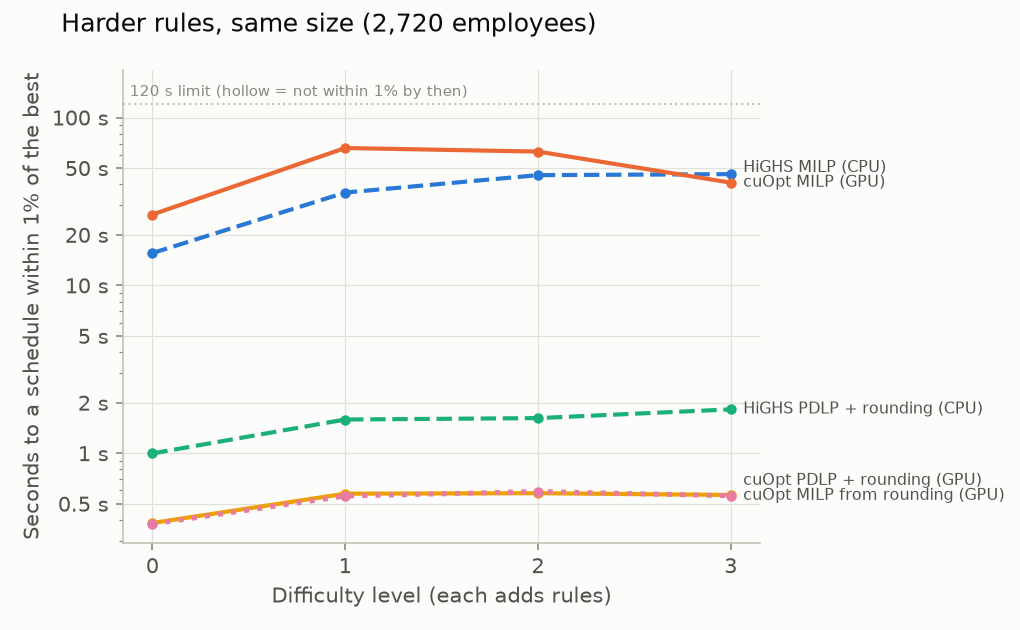 Harder rules, same size (2,720 employees)
120 s limit (hollow = not within 1% by then)
Seconds to a schedule within 1% of the best
100 s
50 s
20 s
10 s
5 s
2 s
1 s
0.5 s
HiGHS MILP (CPU)
cuOpt MILP (GPU)
HiGHS PDLP + rounding (CPU)
cuOpt PDLP + rounding (GPU)
cuOpt MILP from rounding (GPU)
0 1 2 3
Difficulty level (each adds rules)